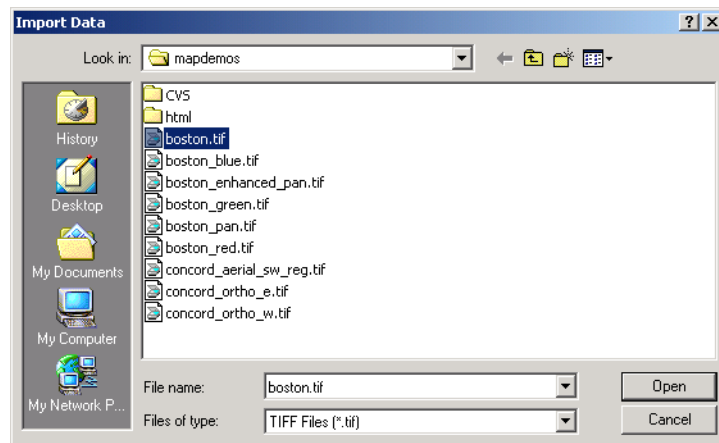 Import Data
Look in: mapdemos
History
Desktop
My Documents
My Computer
My Network P...
CVS
html
boston.tif
boston_blue.tif
boston_enhanced_pan.tif
boston_green.tif
boston_pan.tif
boston_red.tif
concord_aerial_sw_reg.tif
concord_ortho_e.tif
concord_ortho_w.tif
File name: boston.tif Open
Files of type: TIFF Files (*.tif) Cancel